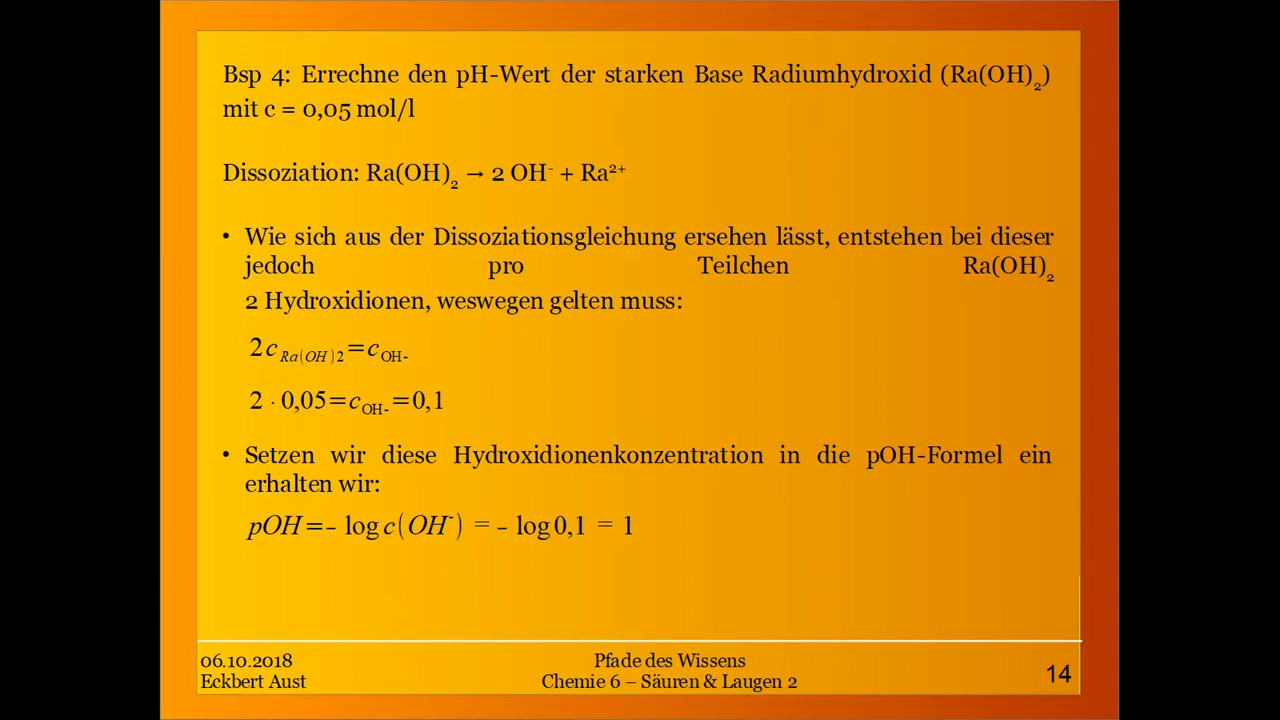 Bsp 4: Errechne den pH-Wert der starken Base Radiumhydroxid (Ra(OH)₂)
mit c = 0,05 mol/l
Dissoziation: Ra(OH)₂ → 2 OH⁻ + Ra²⁺
• Wie sich aus der Dissoziationsgleichung ersehen lässt, entstehen bei dieser
jedoch pro Teilchen Ra(OH)₂
2 Hydroxidionen, weswegen gelten muss:
2 c Ra(OH)2 = c OH-
2 · 0,05 = c OH- = 0,1
• Setzen wir diese Hydroxidionenkonzentration in die pOH-Formel ein
erhalten wir:
pOH = – log c(OH⁻) = – log 0,1 = 1
06.10.2018
Eckbert Aust
Pfade des Wissens
Chemie 6 – Säuren & Laugen 2
14